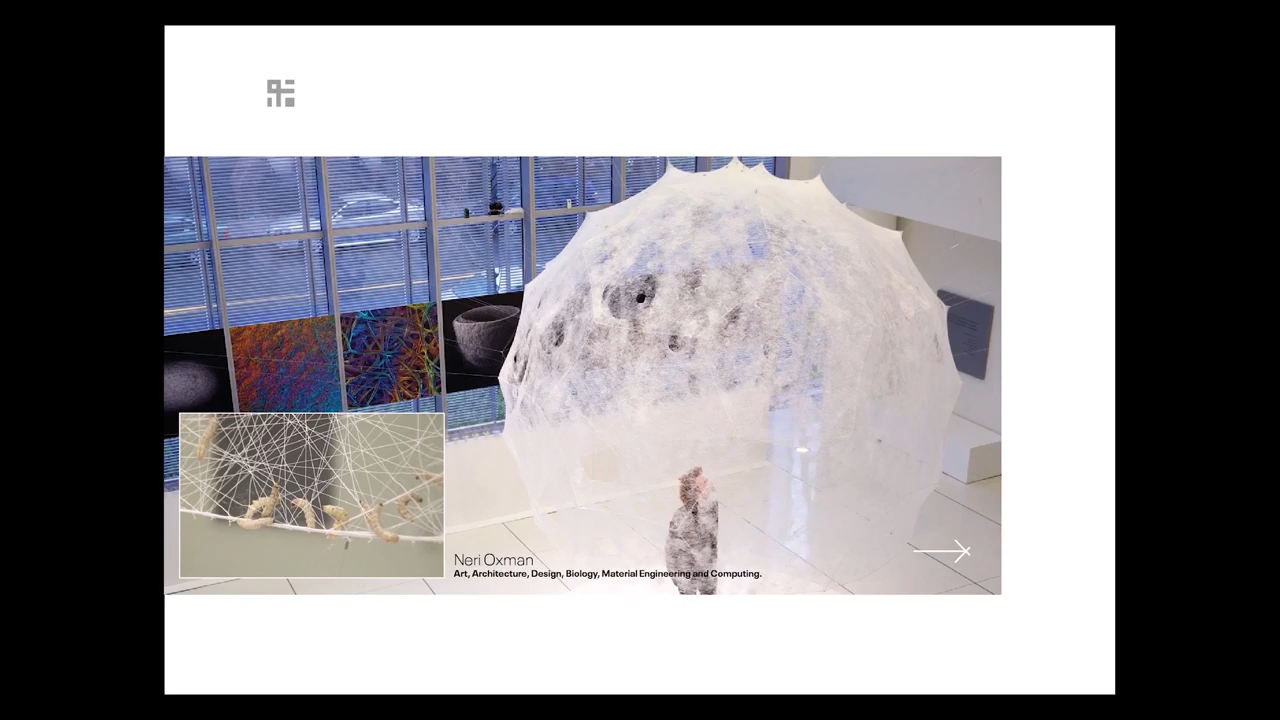 Neri Oxman
Art, Architecture, Design, Biology, Material Engineering and Computing.